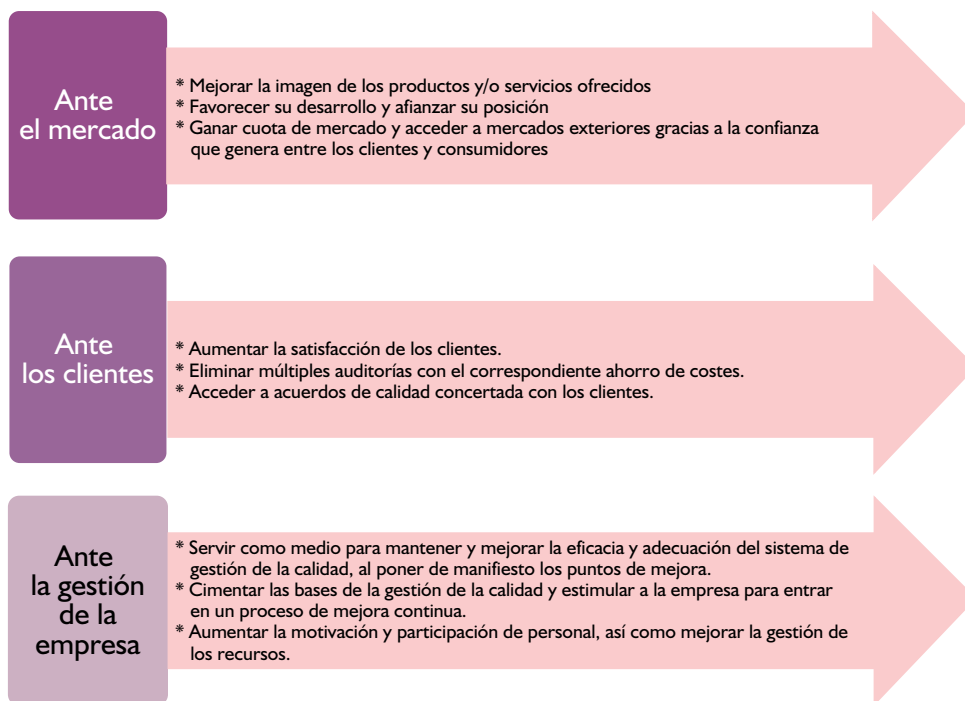 Ante
el mercado
* Mejorar la imagen de los productos y/o servicios ofrecidos
* Favorecer su desarrollo y afianzar su posición
* Ganar cuota de mercado y acceder a mercados exteriores gracias a la confianza
que genera entre los clientes y consumidores
Ante
los clientes
* Aumentar la satisfacción de los clientes.
* Eliminar múltiples auditorías con el correspondiente ahorro de costes.
* Acceder a acuerdos de calidad concertada con los clientes.
Ante
la gestión
de la
empresa
* Servir como medio para mantener y mejorar la eficacia y adecuación del sistema de
gestión de la calidad, al poner de manifiesto los puntos de mejora.
* Cimentar las bases de la gestión de la calidad y estimular a la empresa para entrar
en un proceso de mejora continua.
* Aumentar la motivación y participación de personal, así como mejorar la gestión de
los recursos.